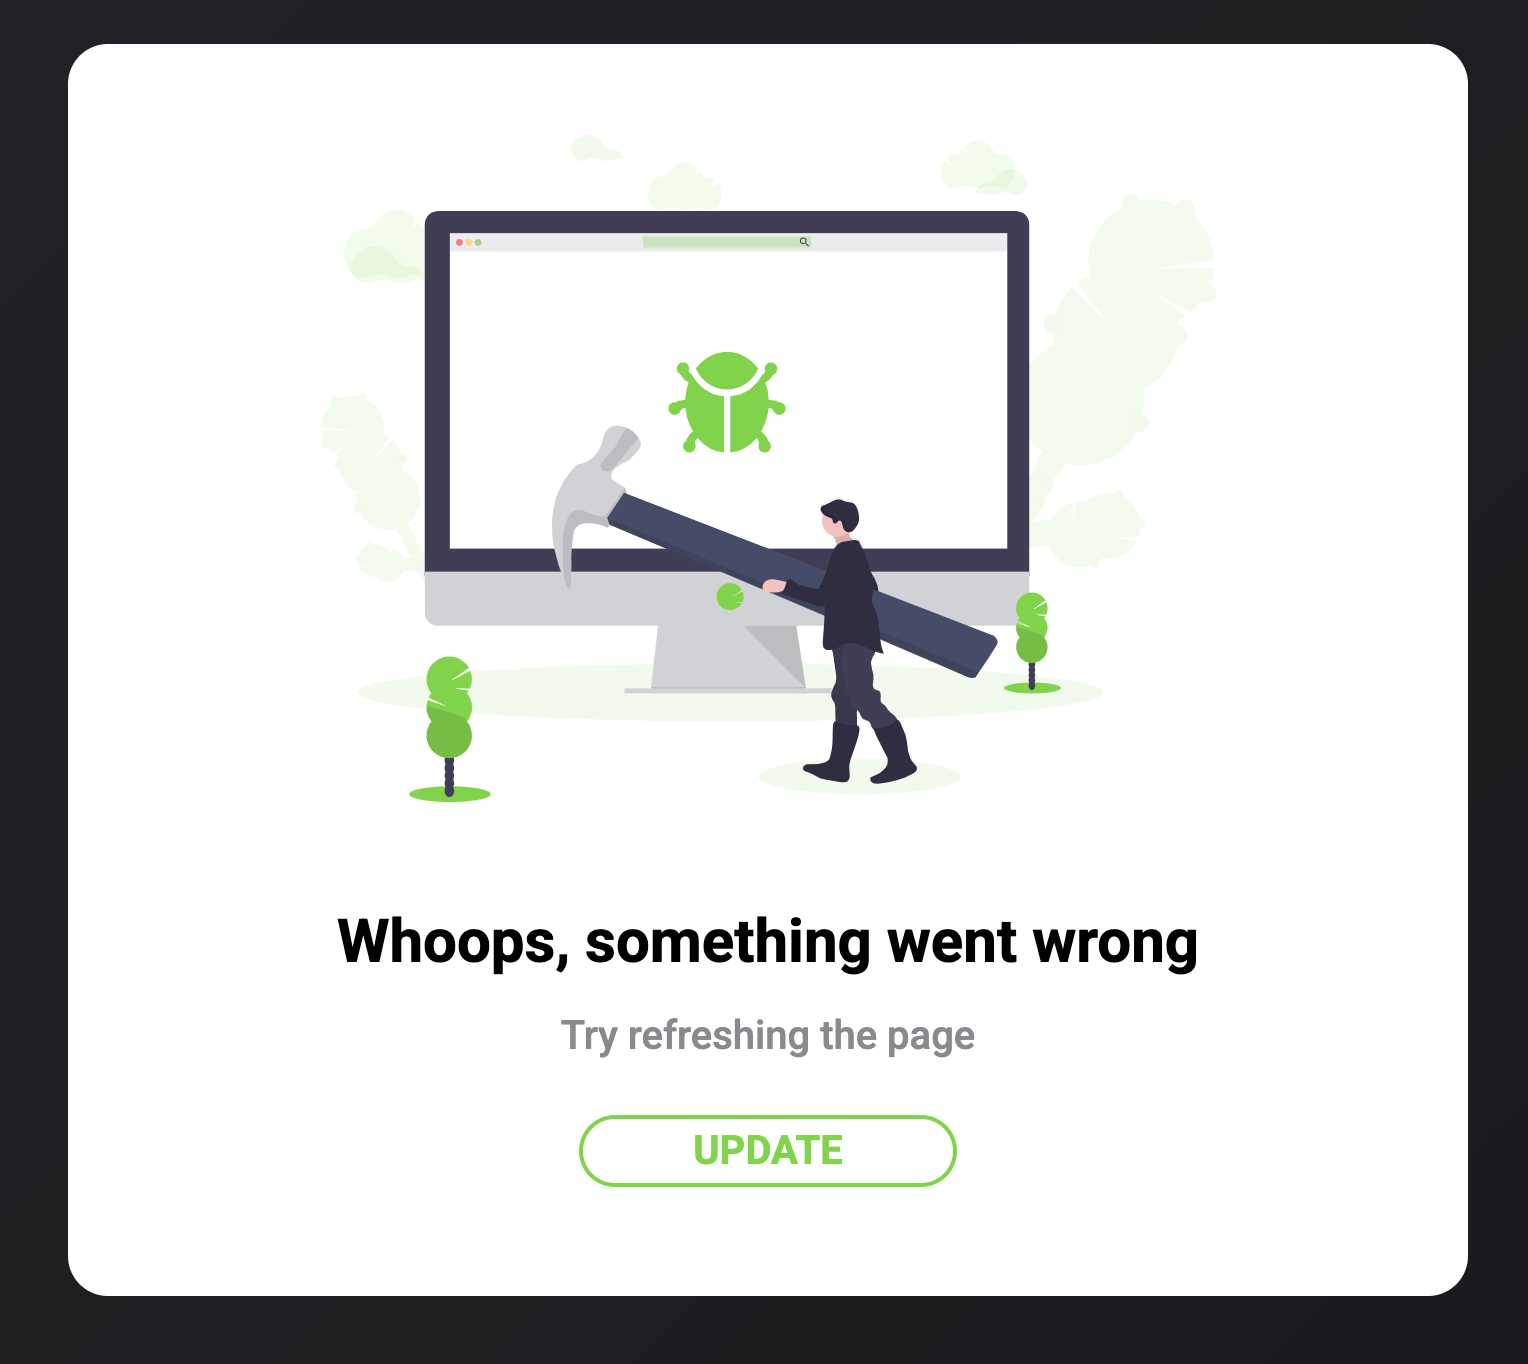 Whoops, something went wrong
Try refreshing the page
UPDATE